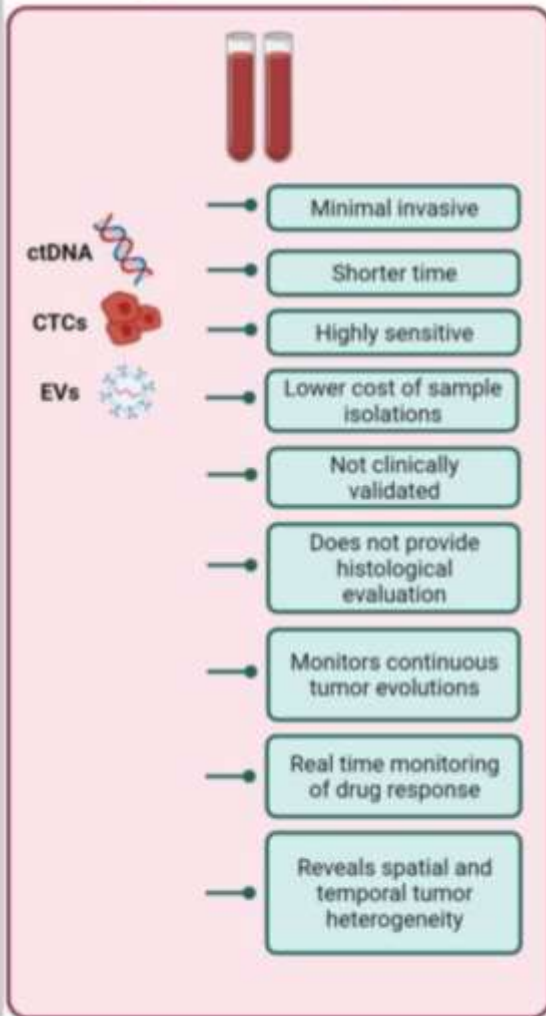 ctDNA
CTCs
EVs
Minimal invasive
Shorter time
Highly sensitive
Lower cost of sample
isolations
Not clinically
validated
Does not provide
histological
evaluation
Monitors continuous
tumor evolutions
Real time monitoring
of drug response
Reveals spatial and
temporal tumor
heterogeneity